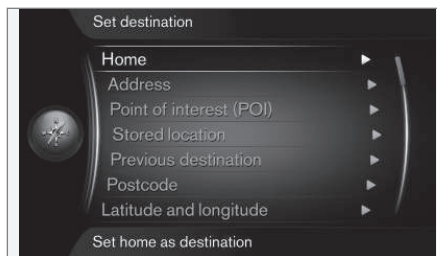 Set destination
Home
Address
Point of interest (POI)
Stored location
Previous destination
Postcode
Latitude and longitude
Set home as destination